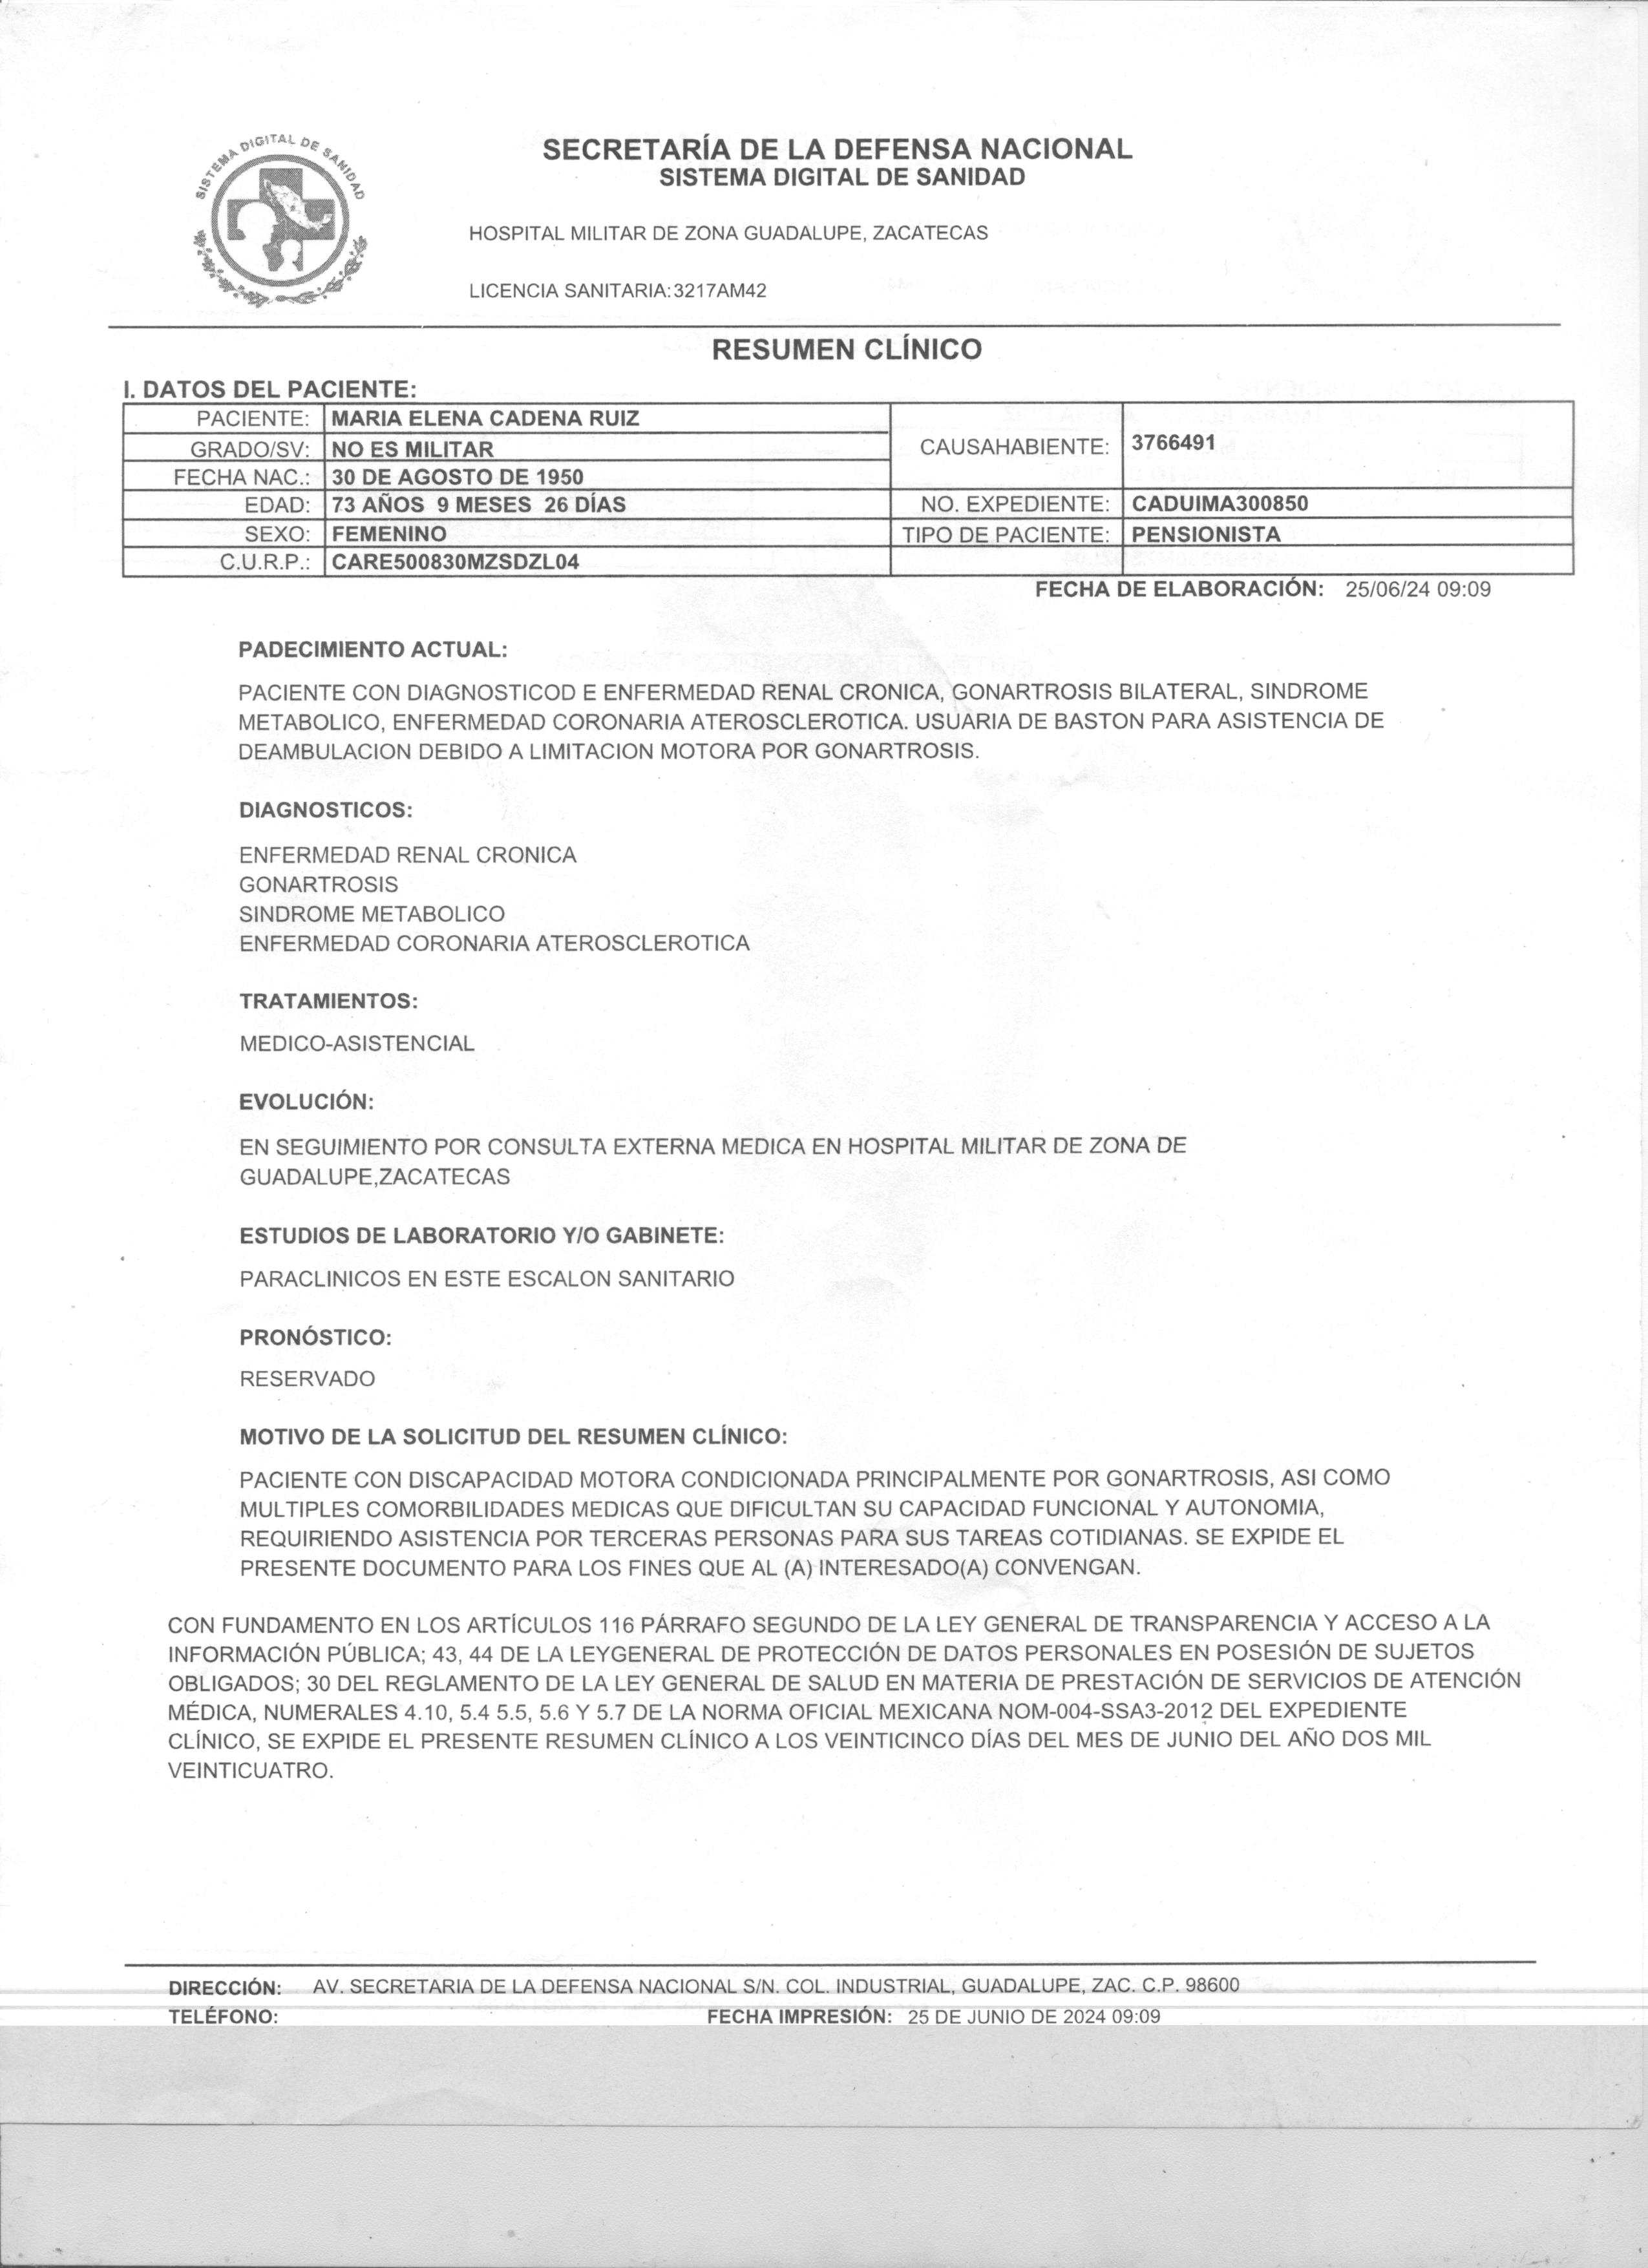 SISTEMA DIGITAL DE SANIDAD
SECRETARÍA DE LA DEFENSA NACIONAL
SISTEMA DIGITAL DE SANIDAD
HOSPITAL MILITAR DE ZONA GUADALUPE, ZACATECAS
LICENCIA SANITARIA:3217AM42
RESUMEN CLÍNICO
I. DATOS DEL PACIENTE:
PACIENTE: MARIA ELENA CADENA RUIZ
GRADO/SV: NO ES MILITAR CAUSAHABIENTE: 3766491
FECHA NAC.: 30 DE AGOSTO DE 1950
EDAD: 73 AÑOS 9 MESES 26 DÍAS NO. EXPEDIENTE: CADUIMA300850
SEXO: FEMENINO TIPO DE PACIENTE: PENSIONISTA
C.U.R.P.: CARE500830MZSDZL04
FECHA DE ELABORACIÓN: 25/06/24 09:09
PADECIMIENTO ACTUAL:
PACIENTE CON DIAGNOSTICOD E ENFERMEDAD RENAL CRONICA, GONARTROSIS BILATERAL, SINDROME
METABOLICO, ENFERMEDAD CORONARIA ATEROSCLEROTICA. USUARIA DE BASTON PARA ASISTENCIA DE
DEAMBULACION DEBIDO A LIMITACION MOTORA POR GONARTROSIS.
DIAGNOSTICOS:
ENFERMEDAD RENAL CRONICA
GONARTROSIS
SINDROME METABOLICO
ENFERMEDAD CORONARIA ATEROSCLEROTICA
TRATAMIENTOS:
MEDICO-ASISTENCIAL
EVOLUCIÓN:
EN SEGUIMIENTO POR CONSULTA EXTERNA MEDICA EN HOSPITAL MILITAR DE ZONA DE
GUADALUPE,ZACATECAS
ESTUDIOS DE LABORATORIO Y/O GABINETE:
PARACLINICOS EN ESTE ESCALON SANITARIO
PRONÓSTICO:
RESERVADO
MOTIVO DE LA SOLICITUD DEL RESUMEN CLÍNICO:
PACIENTE CON DISCAPACIDAD MOTORA CONDICIONADA PRINCIPALMENTE POR GONARTROSIS, ASI COMO
MULTIPLES COMORBILIDADES MEDICAS QUE DIFICULTAN SU CAPACIDAD FUNCIONAL Y AUTONOMIA,
REQUIRIENDO ASISTENCIA POR TERCERAS PERSONAS PARA SUS TAREAS COTIDIANAS. SE EXPIDE EL
PRESENTE DOCUMENTO PARA LOS FINES QUE AL (A) INTERESADO(A) CONVENGAN.
CON FUNDAMENTO EN LOS ARTÍCULOS 116 PÁRRAFO SEGUNDO DE LA LEY GENERAL DE TRANSPARENCIA Y ACCESO A LA
INFORMACIÓN PÚBLICA; 43, 44 DE LA LEYGENERAL DE PROTECCIÓN DE DATOS PERSONALES EN POSESIÓN DE SUJETOS
OBLIGADOS; 30 DEL REGLAMENTO DE LA LEY GENERAL DE SALUD EN MATERIA DE PRESTACIÓN DE SERVICIOS DE ATENCIÓN
MÉDICA, NUMERALES 4.10, 5.4 5.5, 5.6 Y 5.7 DE LA NORMA OFICIAL MEXICANA NOM-004-SSA3-2012 DEL EXPEDIENTE
CLÍNICO, SE EXPIDE EL PRESENTE RESUMEN CLÍNICO A LOS VEINTICINCO DÍAS DEL MES DE JUNIO DEL AÑO DOS MIL
VEINTICUATRO.
DIRECCIÓN: AV. SECRETARIA DE LA DEFENSA NACIONAL S/N. COL. INDUSTRIAL, GUADALUPE, ZAC. C.P. 98600
TELÉFONO: FECHA IMPRESIÓN: 25 DE JUNIO DE 2024 09:09